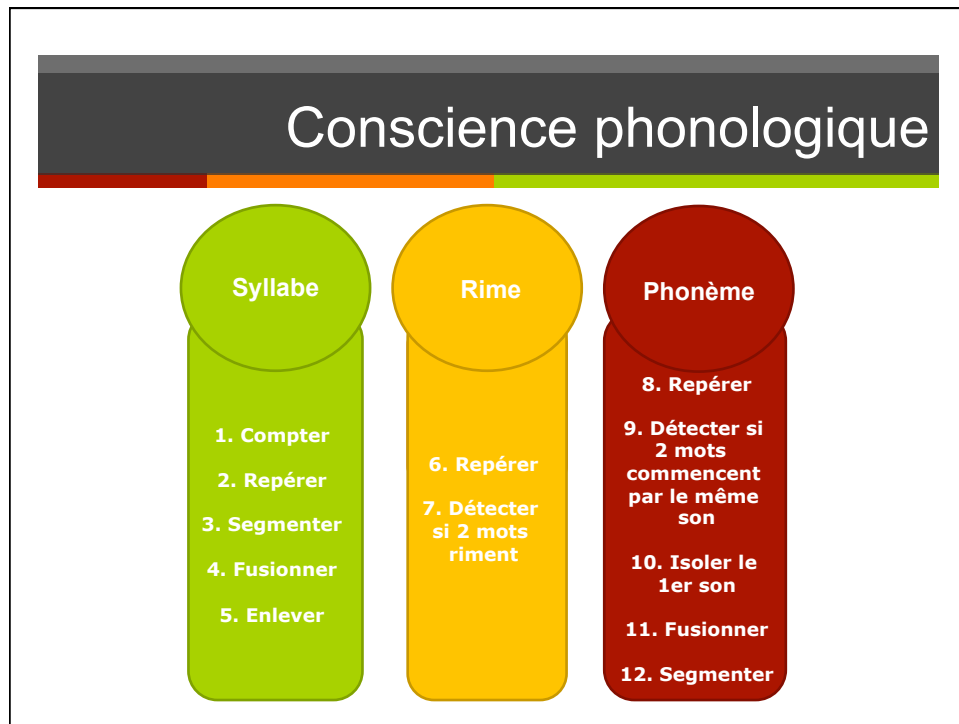 Conscience phonologique
Syllabe
1. Compter
2. Repérer
3. Segmenter
4. Fusionner
5. Enlever
Rime
6. Repérer
7. Détecter
si 2 mots
riment
Phonème
8. Repérer
9. Détecter si
2 mots
commencent
par le même
son
10. Isoler le
1er son
11. Fusionner
12. Segmenter